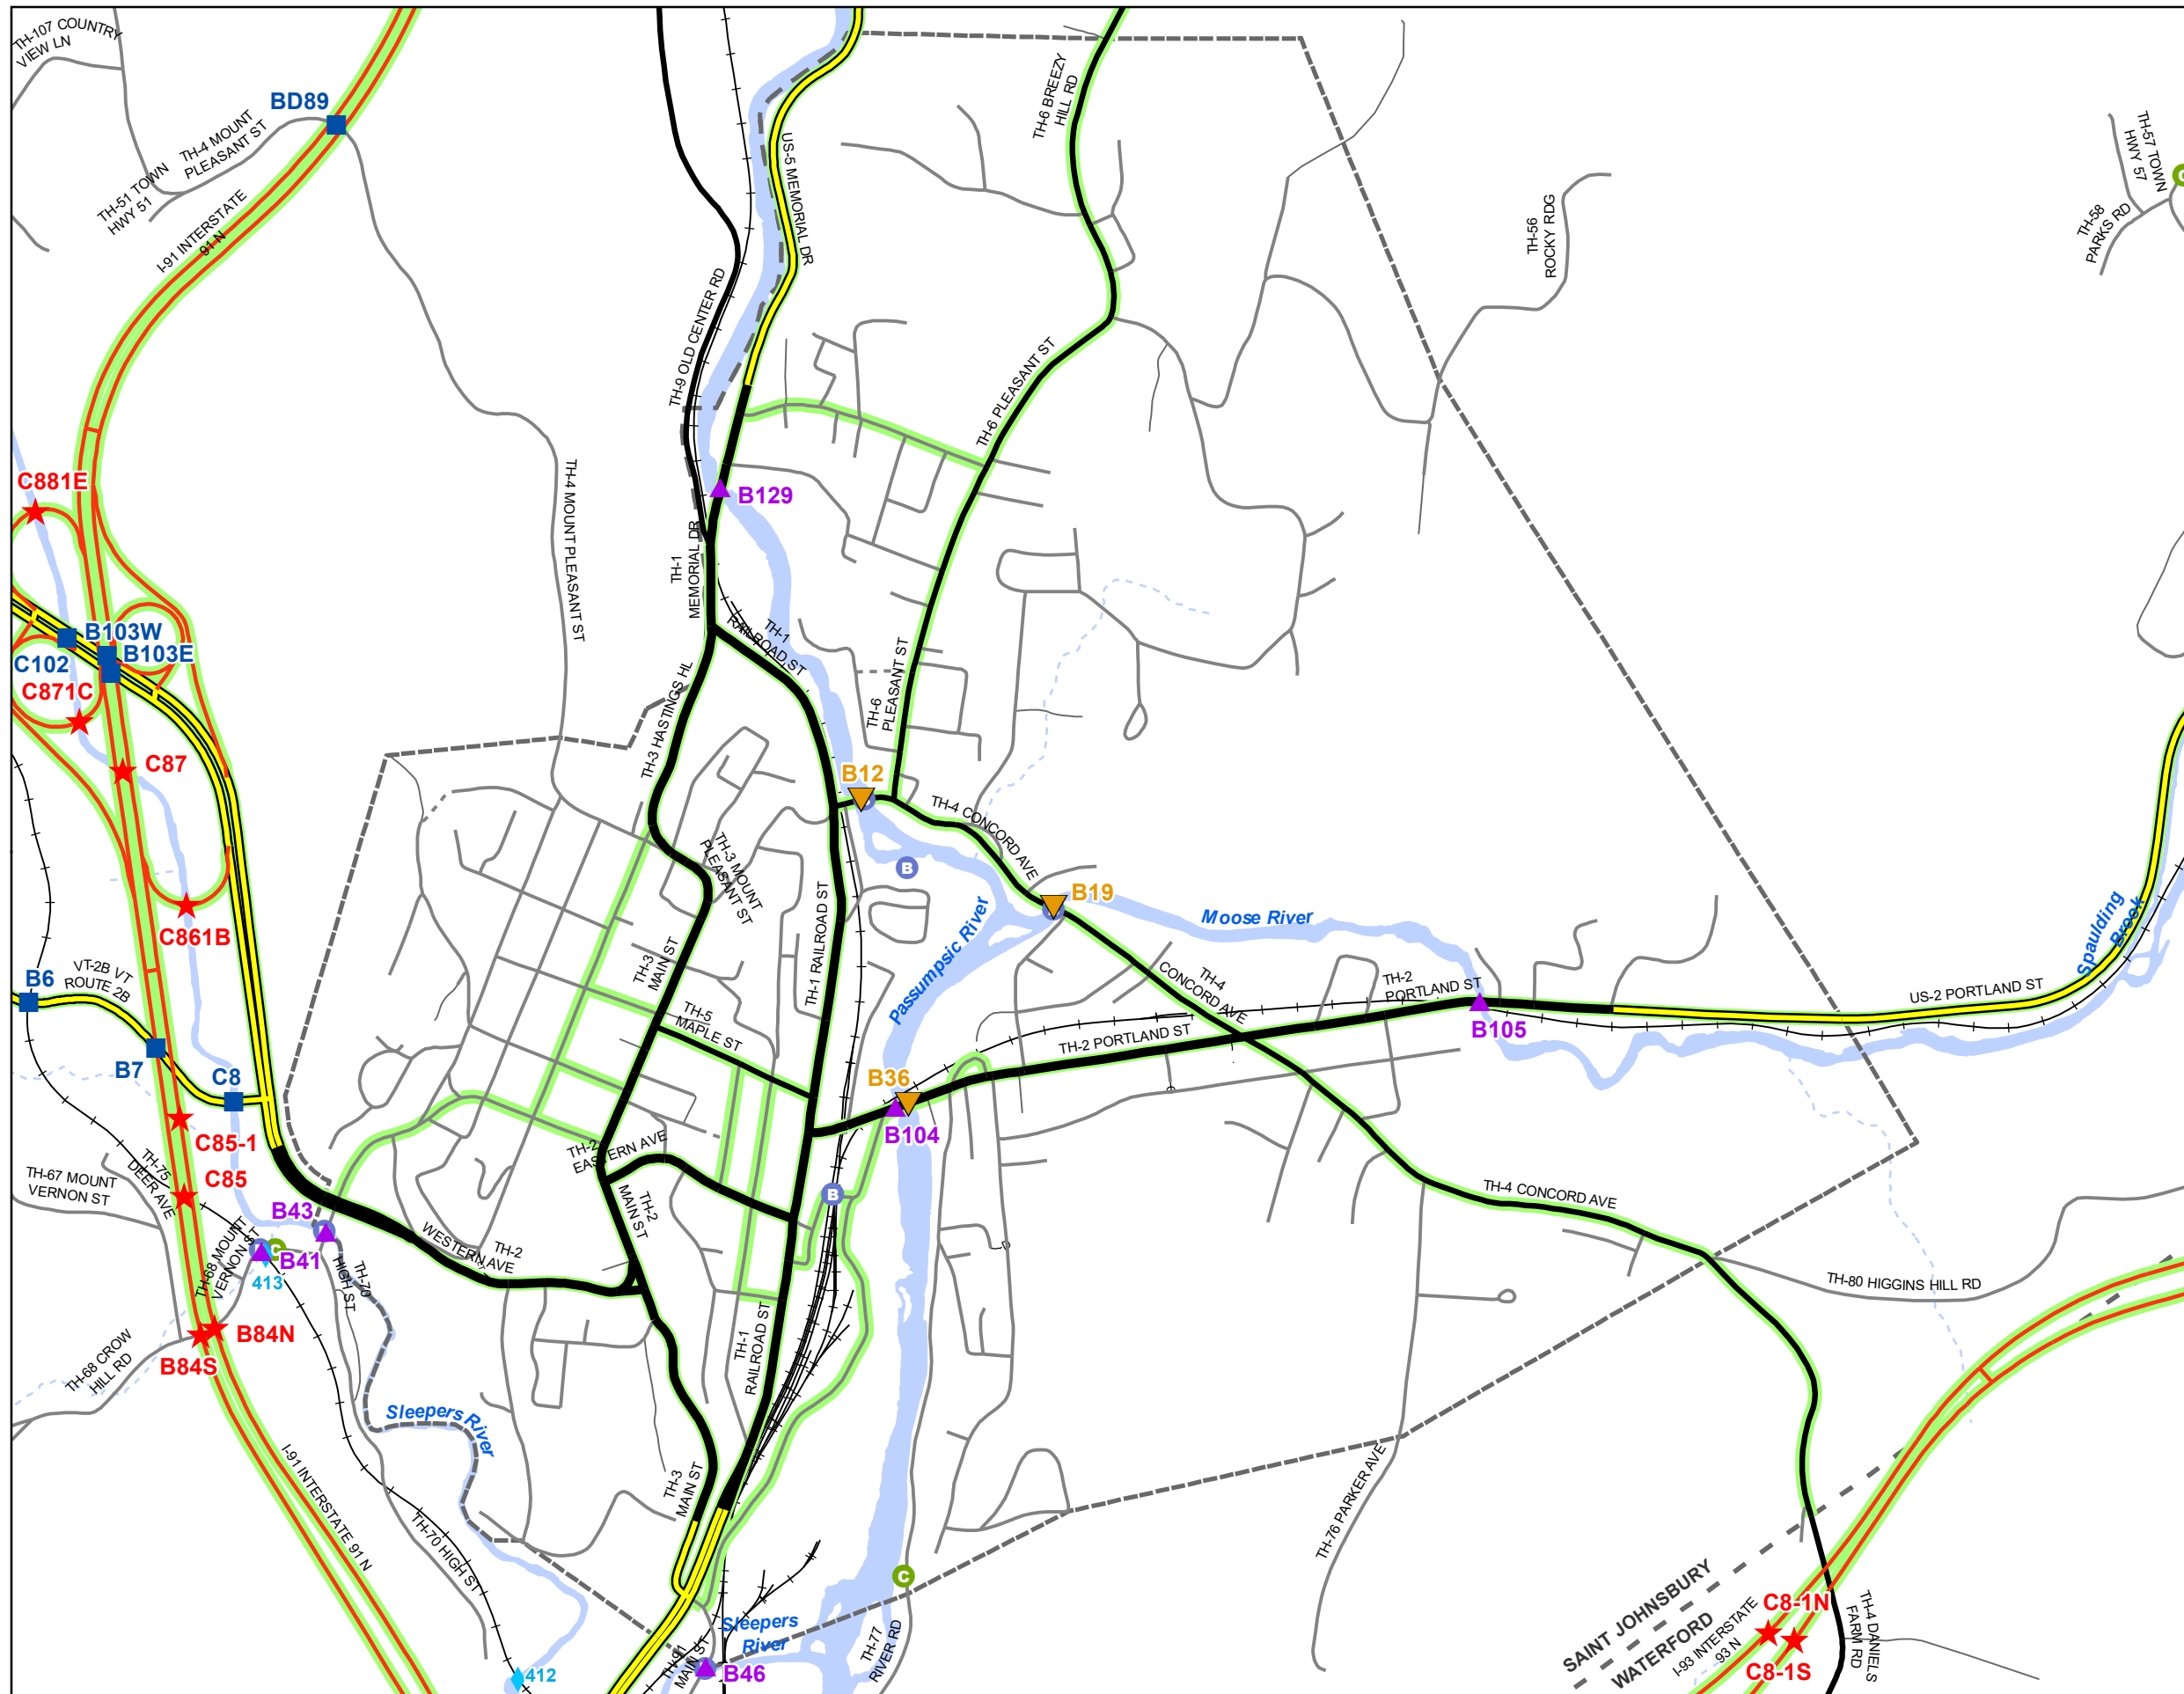 TH-107 COUNTRY
VIEW LN
BD89
TH-4 MOUNT
PLEASANT ST
TH-51 TOWN
HWY 51
I-91 INTERSTATE
91 N
US-5 MEMORIAL DR
TH-6 BREEZY
HILL RD
TH-56
ROCKY RDG
TH-57 TOWN
HWY 57
TH-58
PARKS RD
TH-9 OLD CENTER RD
TH-6 PLEASANT ST
C881E
TH-4 MOUNT PLEASANT ST
B129
TH-1
MEMORIAL DR
TH-1
RAILROAD ST
B103W
B103E
C102
C871C
C87
TH-3 HASTINGS HL
TH-6
PLEASANT ST
B12
TH-4 CONCORD AVE
TH-3 MOUNT
PLEASANT ST
B
B19
Moose River
Passumpsic River
Spaulding
Brook
C861B
B6
VT-2B VT
ROUTE 2B
TH-3
MAIN ST
TH-1 RAILROAD ST
TH-4
CONCORD AVE
TH-2
PORTLAND ST
US-2 PORTLAND ST
B105
TH-5
MAPLE ST
TH-2 PORTLAND ST
B7
C8
B36
B104
C85-1
C85
TH-2
EASTERN AVE
TH-75
DEER AVE
TH-67 MOUNT
VERNON ST
B43
B41
413
TH-68 MOUNT
VERNON ST
TH-70
HIGH ST
TH-2
WESTERN AVE
TH-2
MAIN ST
B
TH-4 CONCORD AVE
TH-80 HIGGINS HILL RD
B84N
B84S
TH-68 CROW
HILL RD
TH-1
RAILROAD ST
Sleepers River
I-91 INTERSTATE 91 N
TH-70 HIGH ST
TH-3
MAIN ST
TH-76 PARKER AVE
C
SAINT JOHNSBURY
WATERFORD
C8-1N
I-93 INTERSTATE
93 N
C8-1S
TH-4 DANIELS
FARM RD
Sleepers
River
TH-77
RIVER RD
MAIN ST
B46
412